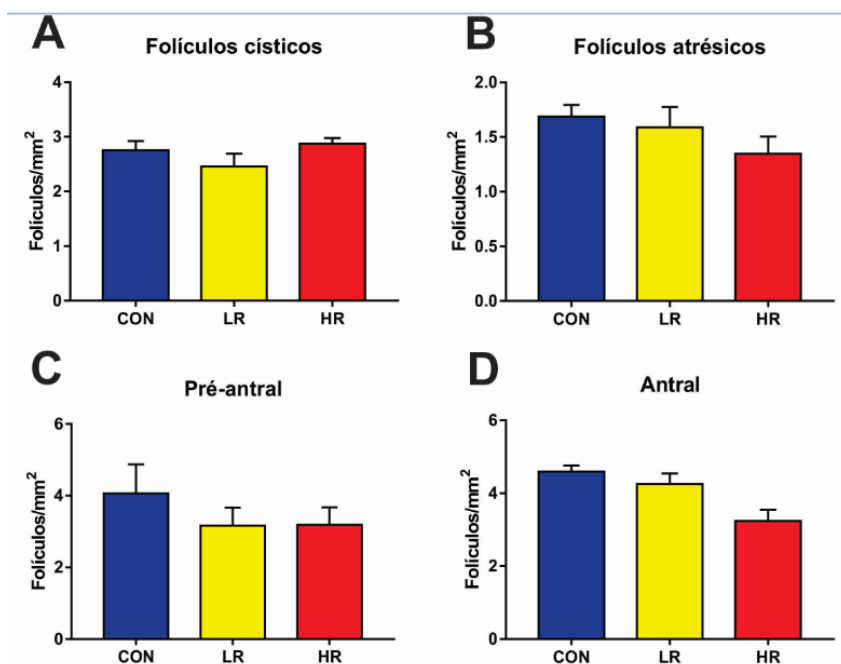 A
Folículos císticos
Folículos/mm²
4
3
2
1
0
CON LR HR
B
Folículos atrésicos
Folículos/mm²
2.0
1.5
1.0
0.5
0.0
CON LR HR
C
Pré-antral
Folículos/mm²
6
4
2
0
CON LR HR
D
Antral
Folículos/mm²
6
4
2
0
CON LR HR